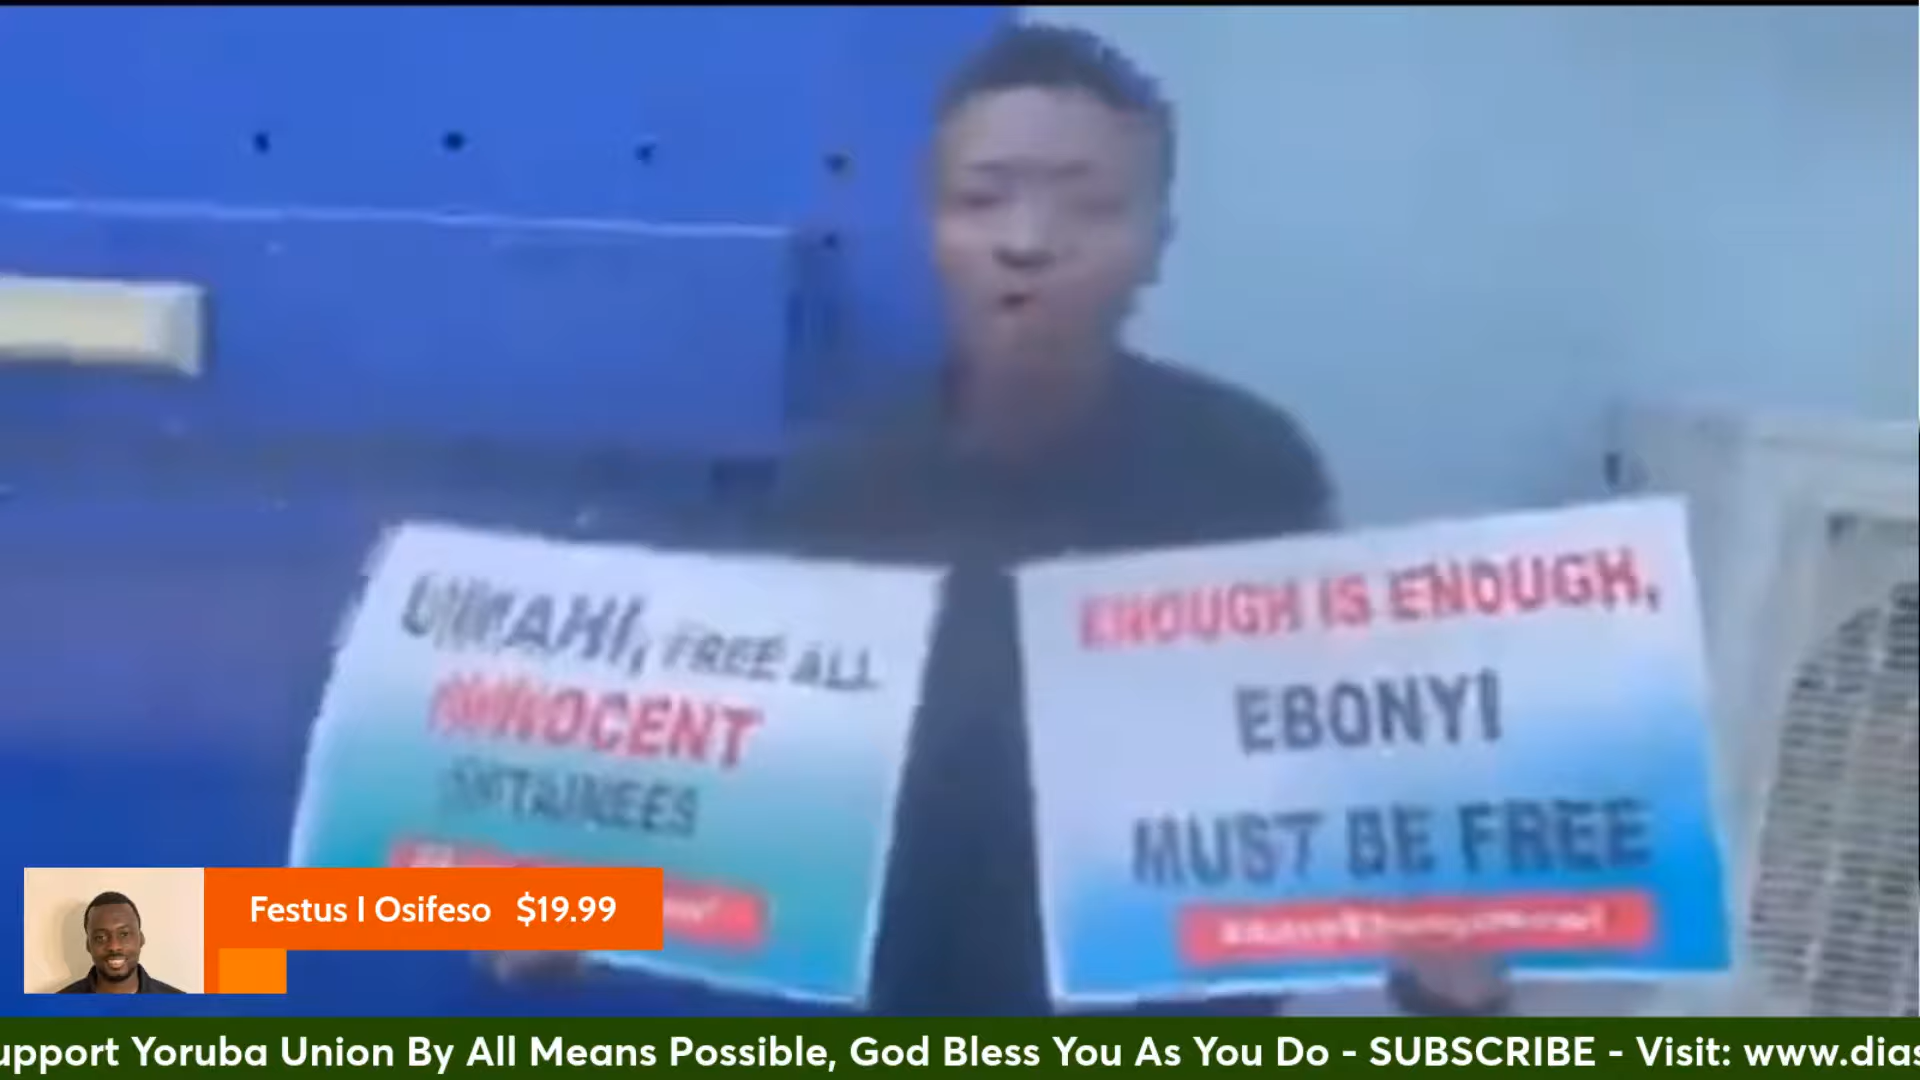 UMAHI, FREE ALL
INNOCENT
DETAINEES
ENOUGH IS ENOUGH,
EBONYI
MUST BE FREE
#SaveEbonyiNow!
Festus I Osifeso $19.99
upport Yoruba Union By All Means Possible, God Bless You As You Do - SUBSCRIBE - Visit: www.dias